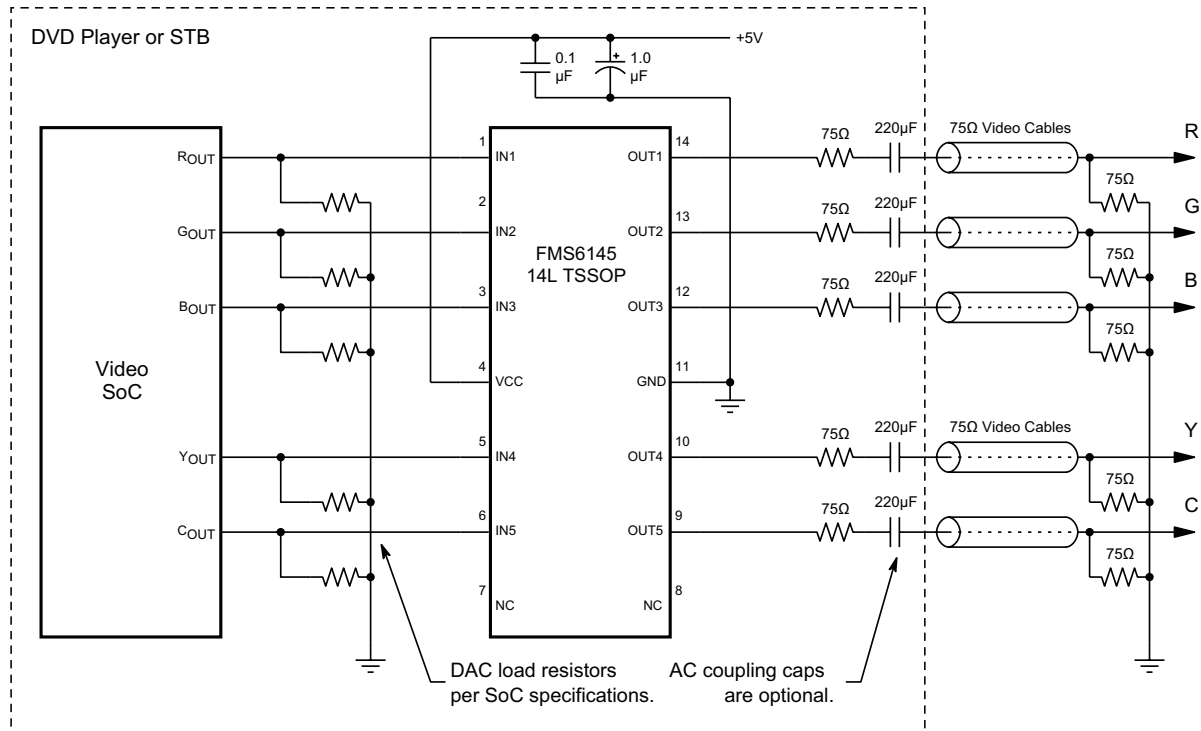 DVD Player or STB
+5V
0.1
µF
+
1.0
µF
Video
SoC
ROUT
GOUT
BOUT
YOUT
COUT
FMS6145
14L TSSOP
1
IN1
2
IN2
3
IN3
4
VCC
5
IN4
6
IN5
7
NC
14
OUT1
13
OUT2
12
OUT3
11
GND
10
OUT4
9
OUT5
8
NC
75Ω
220µF
75Ω Video Cables
R
75Ω
75Ω
220µF
G
75Ω
75Ω
220µF
B
75Ω
75Ω
220µF
75Ω Video Cables
Y
75Ω
75Ω
220µF
C
75Ω
DAC load resistors
per SoC specifications.
AC coupling caps
are optional.